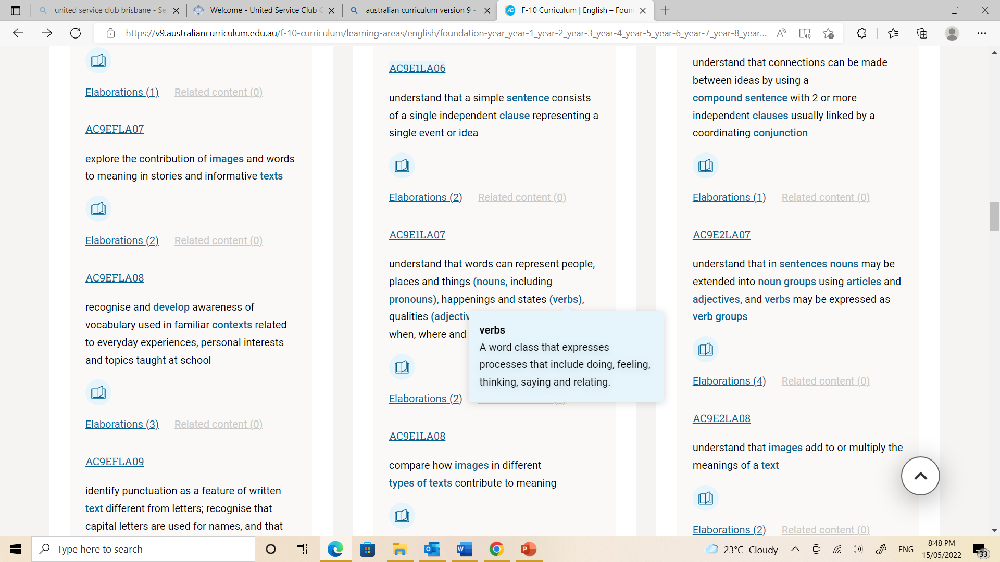 united service club brisbane - Se
Welcome - United Service Club
australian curriculum version 9 -
F-10 Curriculum | English – Foun
https://v9.australiancurriculum.edu.au/f-10-curriculum/learning-areas/english/foundation-year_year-1_year-2_year-3_year-4_year-5_year-6_year-7_year-8_year...
Elaborations (1) Related content (0)
AC9EFLA07
explore the contribution of images and words
to meaning in stories and informative texts
Elaborations (2) Related content (0)
AC9EFLA08
recognise and develop awareness of
vocabulary used in familiar contexts related
to everyday experiences, personal interests
and topics taught at school
Elaborations (3) Related content (0)
AC9EFLA09
identify punctuation as a feature of written
text different from letters; recognise that
capital letters are used for names, and that
AC9E1LA06
understand that a simple sentence consists
of a single independent clause representing a
single event or idea
Elaborations (2) Related content (0)
AC9E1LA07
understand that words can represent people,
places and things (nouns, including
pronouns), happenings and states (verbs),
qualities (adjectiv
when, where and
verbs
A word class that expresses
processes that include doing, feeling,
thinking, saying and relating.
Elaborations (2)
AC9E1LA08
compare how images in different
types of texts contribute to meaning
understand that connections can be made
between ideas by using a
compound sentence with 2 or more
independent clauses usually linked by a
coordinating conjunction
Elaborations (1) Related content (0)
AC9E2LA07
understand that in sentences nouns may be
extended into noun groups using articles and
adjectives, and verbs may be expressed as
verb groups
Elaborations (4) Related content (0)
AC9E2LA08
understand that images add to or multiply the
meanings of a text
Elaborations (2) Related content (0)
Type here to search
23°C Cloudy
ENG
8:48 PM
15/05/2022
33